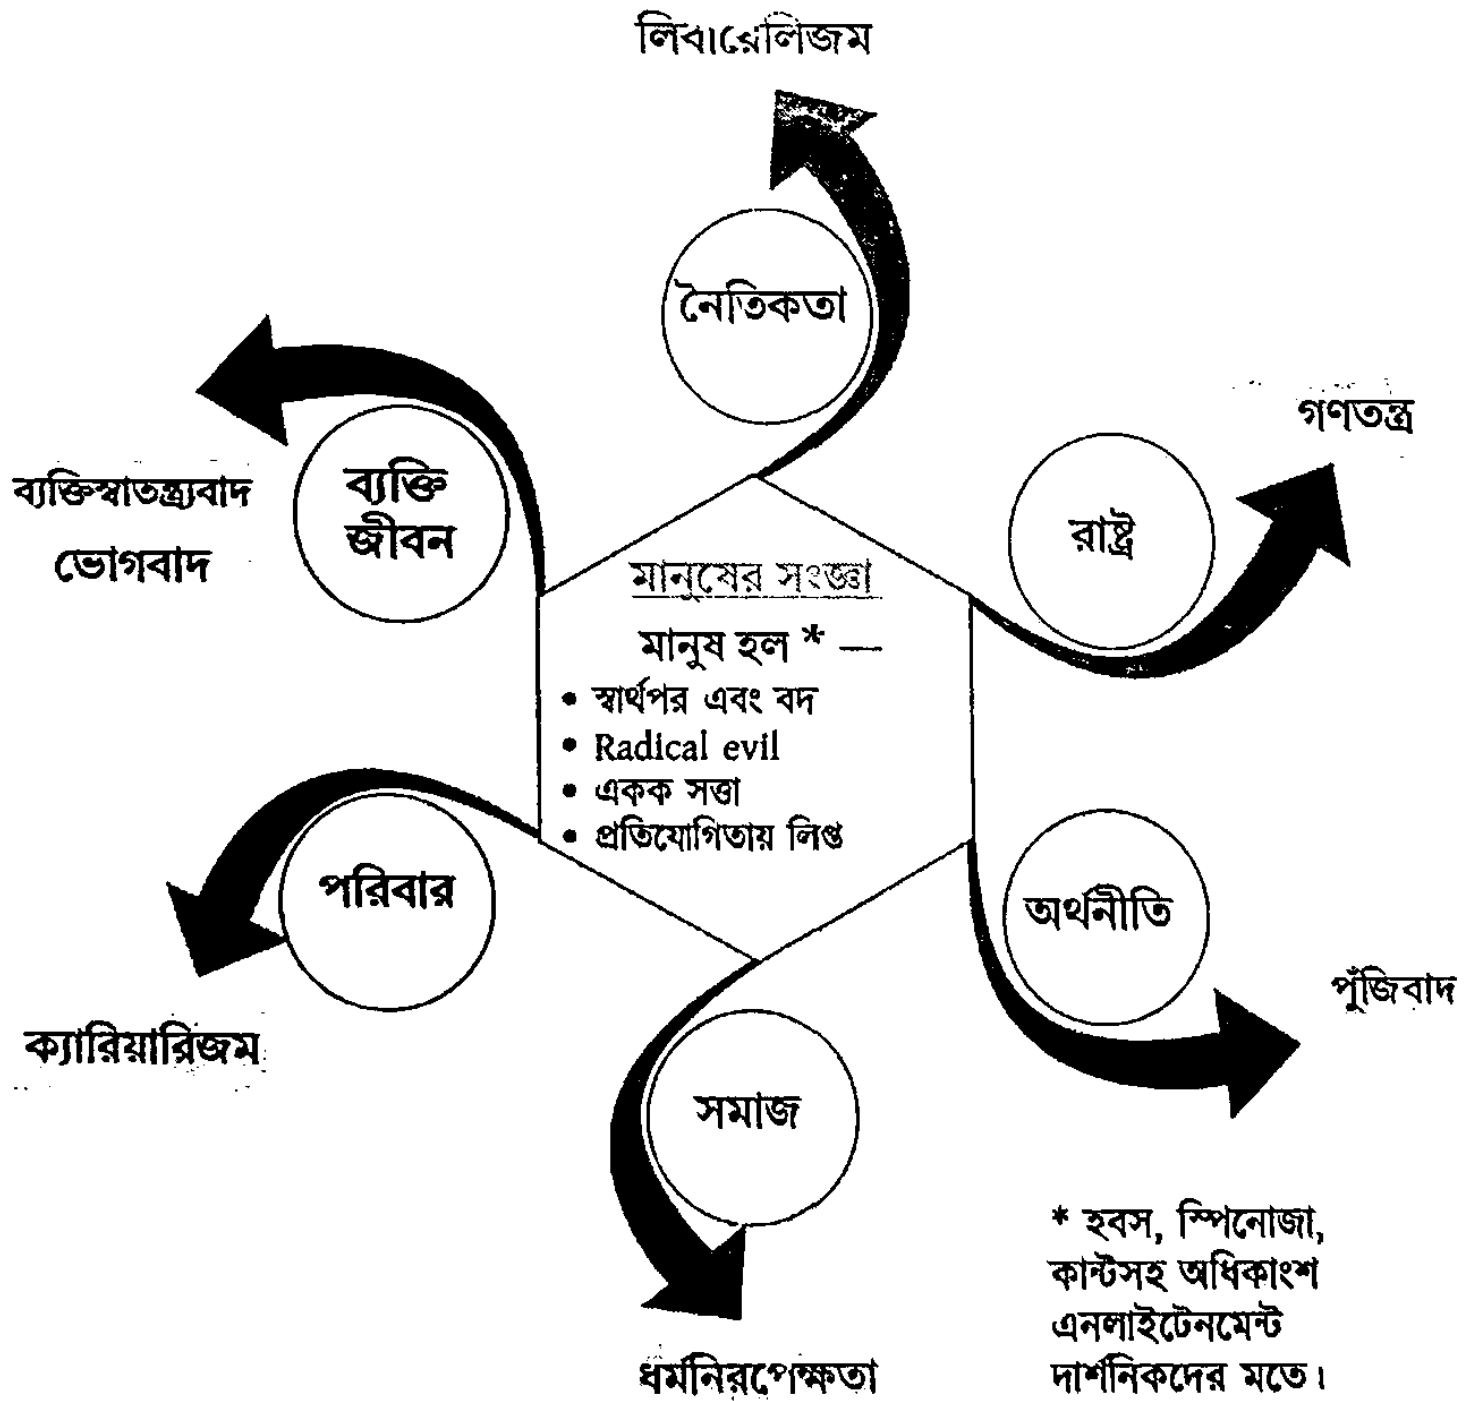 লিবারেলিজম
নৈতিকতা
গণতন্ত্র
রাষ্ট্র
ব্যক্তিস্বাতন্ত্র্যবাদ
ভোগবাদ
ব্যক্তি
জীবন
মানুষের সংজ্ঞা
মানুষ হল * —
• স্বার্থপর এবং বদ
• Radical evil
• একক সত্তা
• প্রতিযোগিতায় লিপ্ত
পরিবার
ক্যারিয়ারিজম
অর্থনীতি
পুঁজিবাদ
সমাজ
ধর্মনিরপেক্ষতা
* হবস, স্পিনোজা,
কান্টসহ অধিকাংশ
এনলাইটেনমেন্ট
দার্শনিকদের মতে।